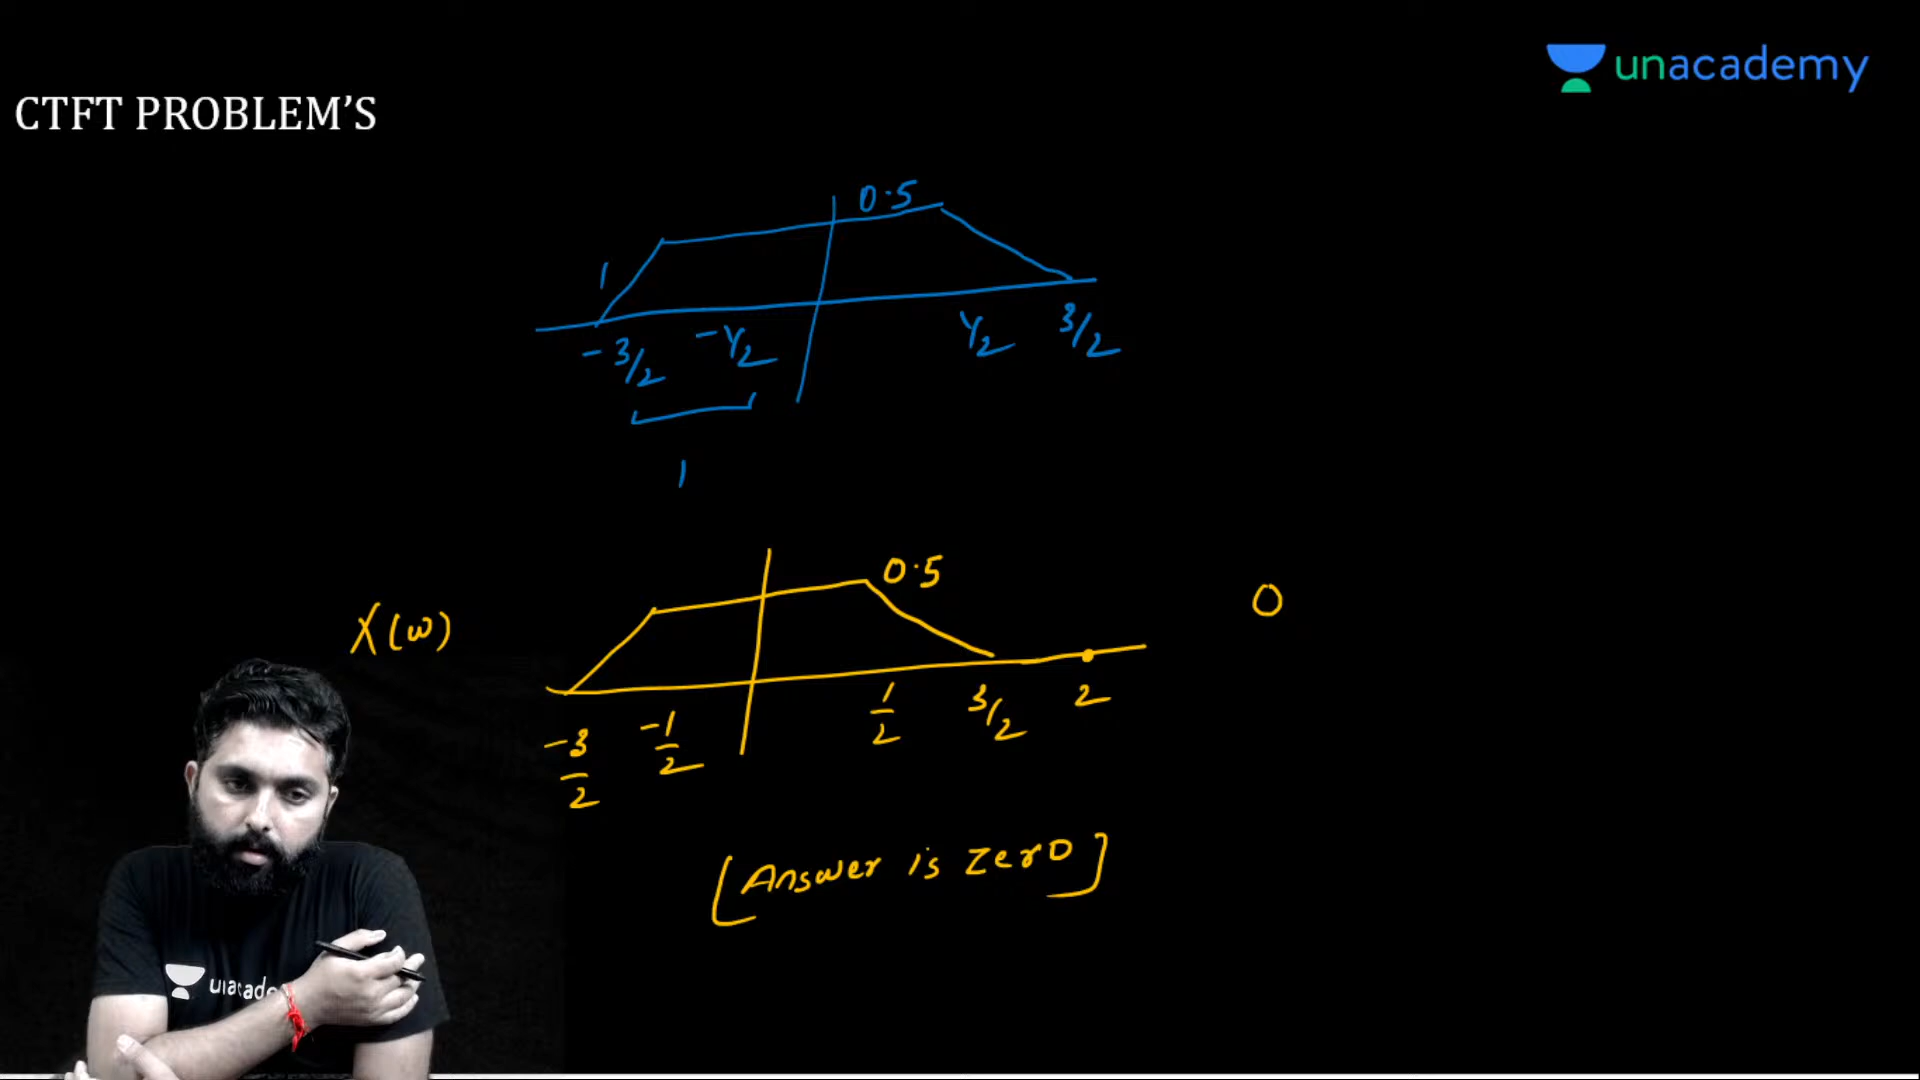 unacademy
CTFT PROBLEM'S
0.5
1
-3/2 -1/2 1/2 3/2
1
0.5
X(ω)
0
-3/2 -1/2 1/2 3/2 2
[Answer is zero]
unacade